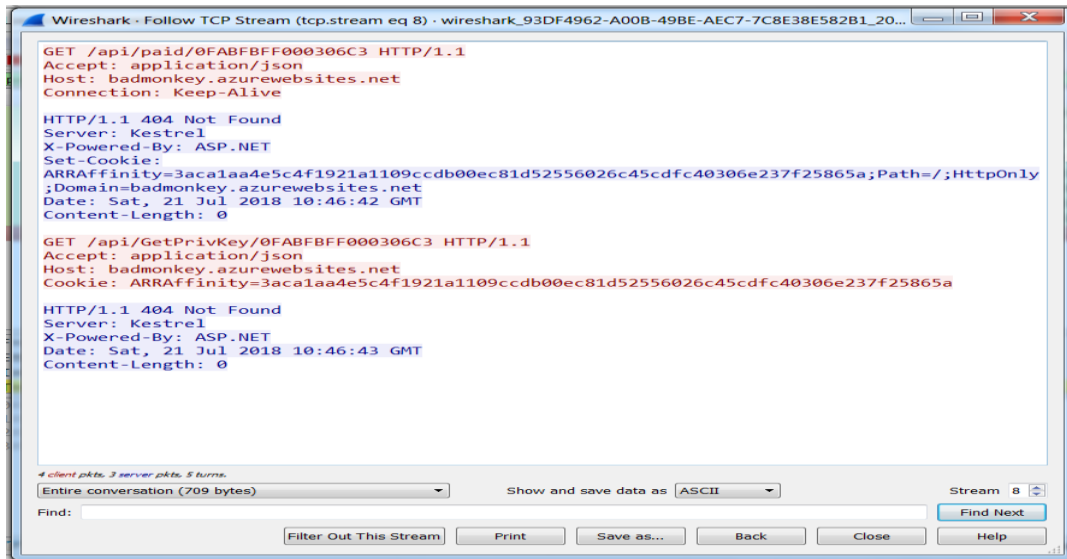 Wireshark · Follow TCP Stream (tcp.stream eq 8) · wireshark_93DF4962-A00B-49BE-AEC7-7C8E38E582B1_20...
GET /api/paid/0FABFBFF000306C3 HTTP/1.1
Accept: application/json
Host: badmonkey.azurewebsites.net
Connection: Keep-Alive
HTTP/1.1 404 Not Found
Server: Kestrel
X-Powered-By: ASP.NET
Set-Cookie:
ARRAffinity=3aca1aa4e5c4f1921a1109ccdb00ec81d52556026c45cdfc40306e237f25865a;Path=/;HttpOnly
;Domain=badmonkey.azurewebsites.net
Date: Sat, 21 Jul 2018 10:46:42 GMT
Content-Length: 0
GET /api/GetPrivKey/0FABFBFF000306C3 HTTP/1.1
Accept: application/json
Host: badmonkey.azurewebsites.net
Cookie: ARRAffinity=3aca1aa4e5c4f1921a1109ccdb00ec81d52556026c45cdfc40306e237f25865a
HTTP/1.1 404 Not Found
Server: Kestrel
X-Powered-By: ASP.NET
Date: Sat, 21 Jul 2018 10:46:43 GMT
Content-Length: 0
4 client pkts, 3 server pkts, 5 turns.
Entire conversation (709 bytes)
Show and save data as ASCII
Stream 8
Find:
Find Next
Filter Out This Stream
Print
Save as...
Back
Close
Help